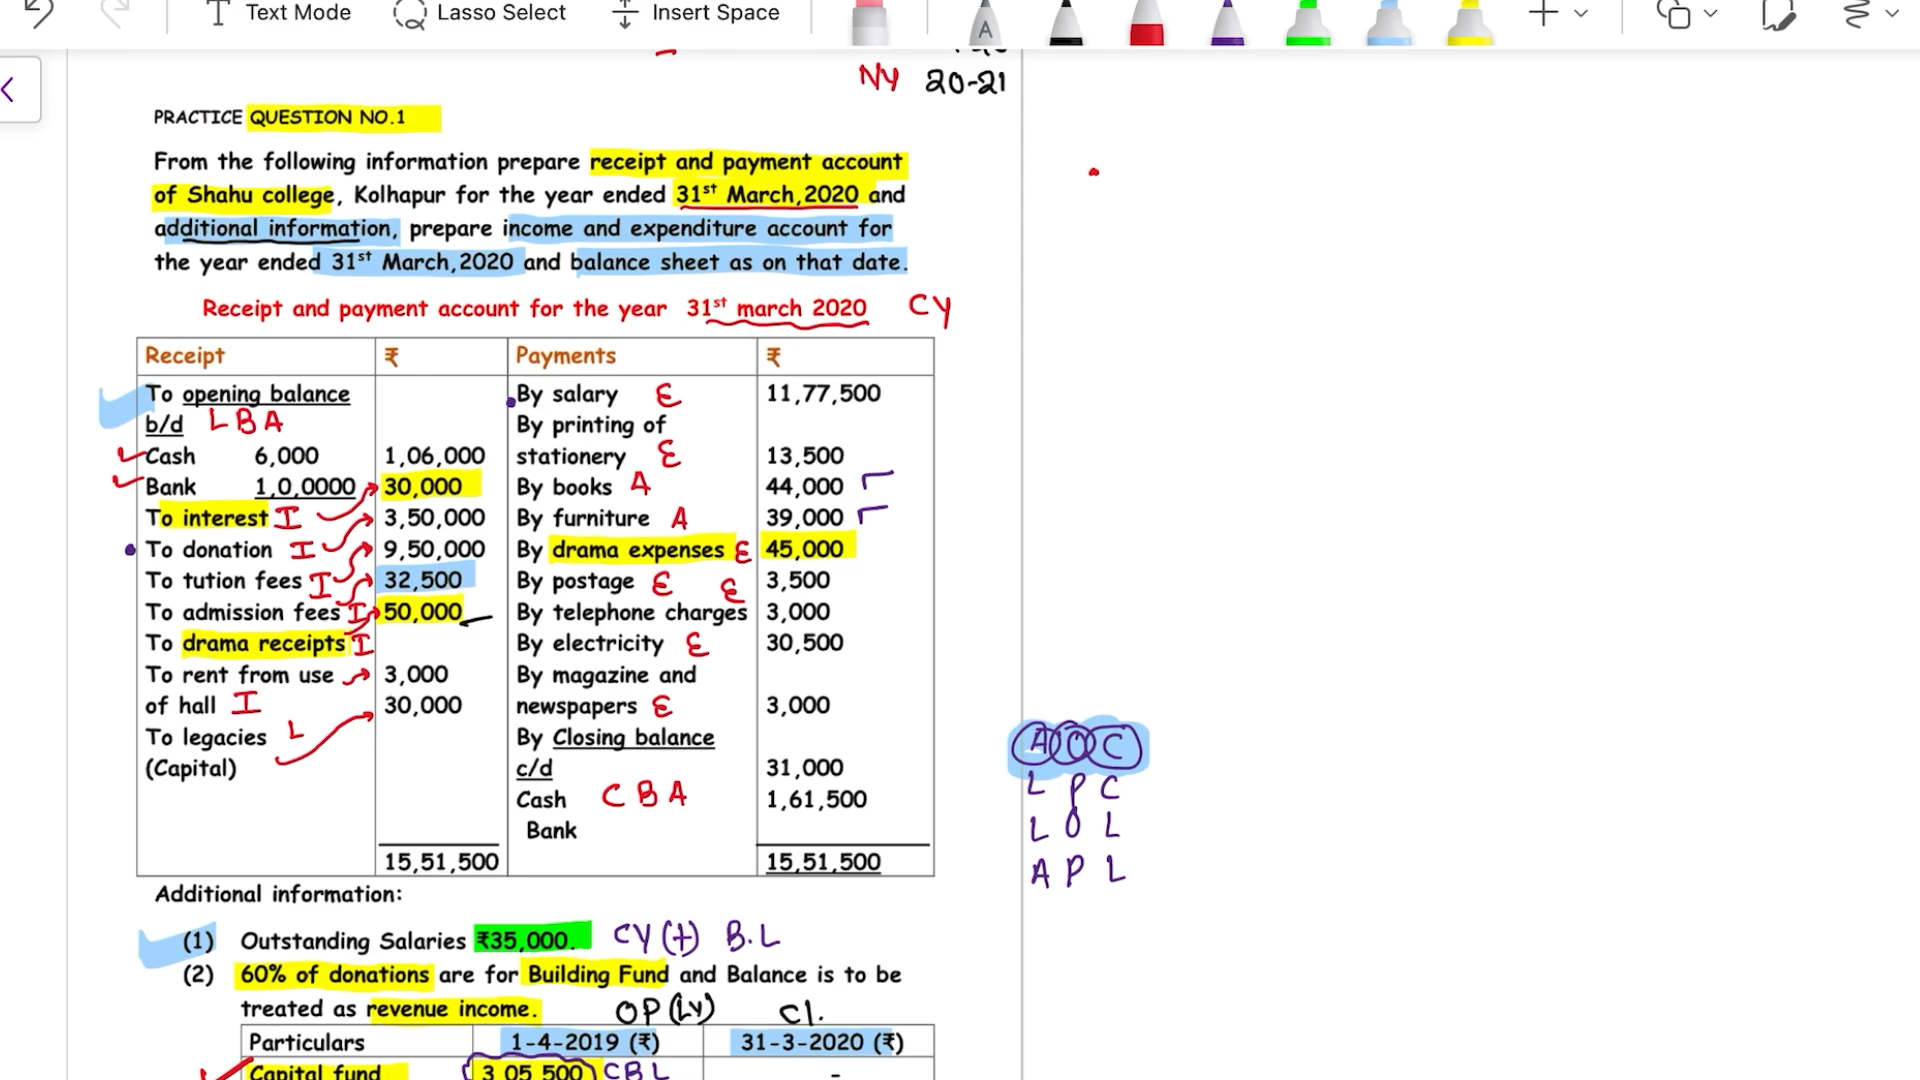 Text Mode Lasso Select Insert Space
A
NY 20-21
PRACTICE QUESTION NO.1
From the following information prepare receipt and payment account
of Shahu college, Kolhapur for the year ended 31st March,2020 and
additional information, prepare income and expenditure account for
the year ended 31st March,2020 and balance sheet as on that date.
Receipt and payment account for the year 31st march 2020 CY
Receipt ₹ Payments ₹
To opening balance By salary E 11,77,500
b/d L B A By printing of
Cash 6,000 1,06,000 stationery E 13,500
Bank 1,0,0000 30,000 By books A 44,000
To interest I 3,50,000 By furniture A 39,000
To donation I 9,50,000 By drama expenses E 45,000
To tution fees I 32,500 By postage E E 3,500
To admission fees I 50,000 By telephone charges 3,000
To drama receipts I By electricity E 30,500
To rent from use 3,000 By magazine and
of hall I 30,000 newspapers E 3,000
To legacies L By Closing balance
(Capital) c/d 31,000
Cash C B A 1,61,500
Bank
15,51,500 15,51,500
A O C
L P C
L O L
A P L
Additional information:
(1) Outstanding Salaries ₹35,000. CY (+) B.L
(2) 60% of donations are for Building Fund and Balance is to be
treated as revenue income. OP (LY) Cl.
Particulars 1-4-2019 (₹) 31-3-2020 (₹)
Capital fund 3,05,500 CBL -